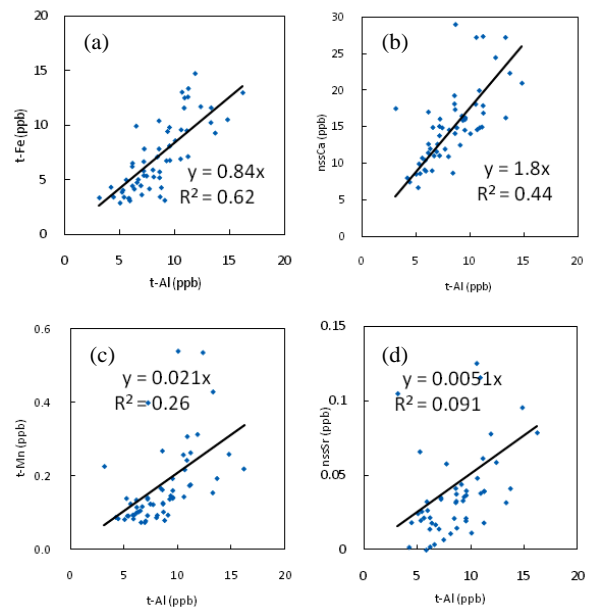 (a)
20
15
10
5
0
t-Fe(ppb)
y = 0.84x
R² = 0.62
0 5 10 15 20
t-Al(ppb)
(b)
30
25
20
15
10
5
0
nssCa(ppb)
y = 1.8x
R² = 0.44
0 5 10 15 20
t-Al(ppb)
(c)
0.6
0.4
0.2
0.0
t-Mn(ppb)
y = 0.021x
R² = 0.26
0 5 10 15 20
t-Al(ppb)
(d)
0.15
0.1
0.05
0
nssSr(ppb)
y = 0.0051x
R² = 0.091
0 5 10 15 20
t-Al(ppb)